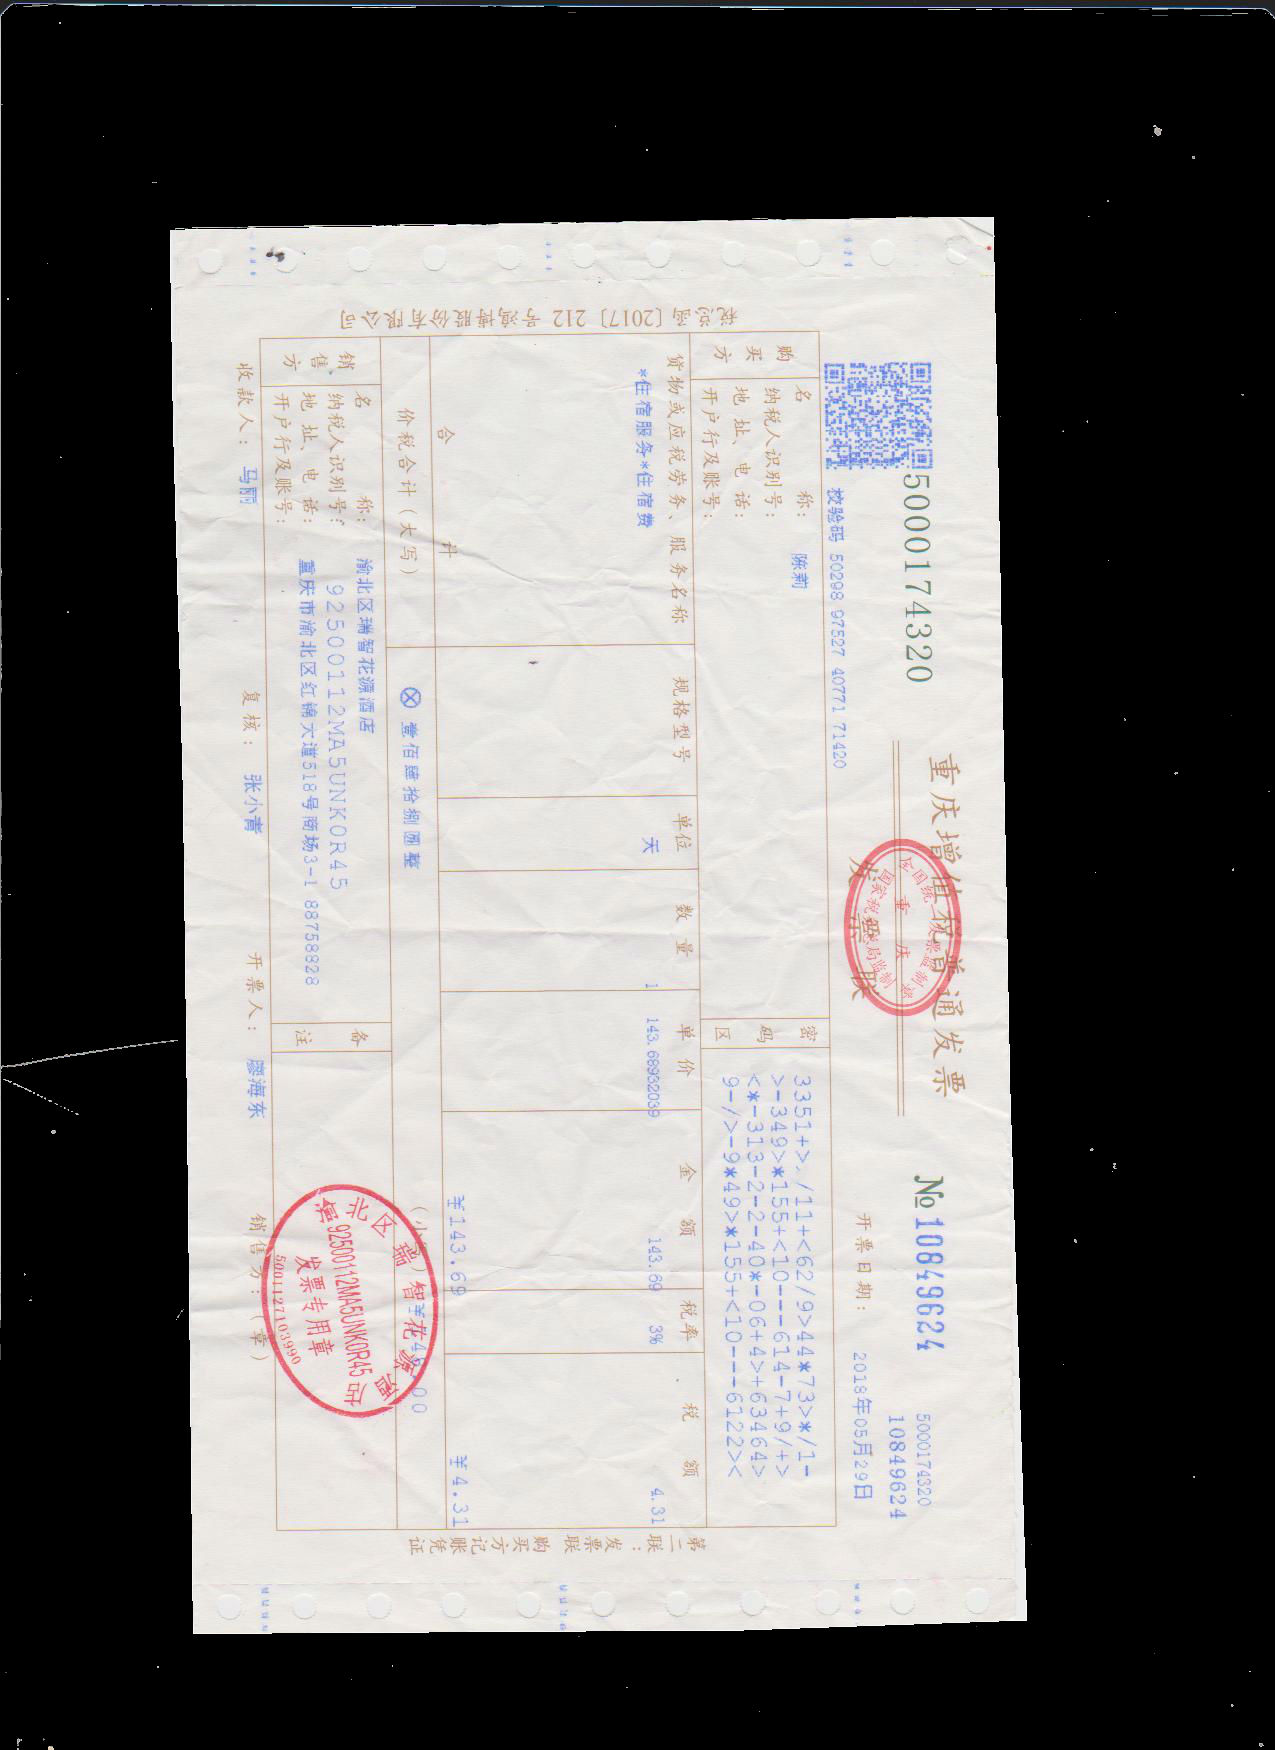 5000174320
重庆增值税普通发票
发票联
全国统一发票监制章
重庆
国家税务总局监制
№ 10849624
5000174320
10849624
校验码 50298 97527 40771 71420
开票日期： 2018年05月29日
税总函〔2017〕212号鸿博股份有限公司
购买方
名 称： 陈莉
纳税人识别号：
地 址、电 话：
开户行及账号：
密码区
3351+>./11+<62/9>44*73>*/1-
>-349>*155+<10---614-7+9/+>
<*-313-2-2-40*-06+4>+63464>
9-/>-9*49>*155+<10---6122><
货物或应税劳务、服务名称 规格型号 单位 数量 单价 金额 税率 税额
*住宿服务*住宿费 天 1 143.68932039 143.69 3% 4.31
合 计 ￥143.69 ￥4.31
价税合计（大写） ⊗ 壹佰肆拾捌圆整 （小写）
销售方
名 称： 渝北区瑞智花源酒店
纳税人识别号： 92500112MA5UNK0R45
地 址、电 话： 重庆市渝北区红锦大道518号商场3-1 88758828
开户行及账号：
备注
收款人： 马丽 复核： 张小青 开票人： 廖海东 销售方：（章）
渝北区瑞智花源酒店
92500112MA5UNK0R45
发票专用章
5001127103990
第二联：发票联 购买方记账凭证